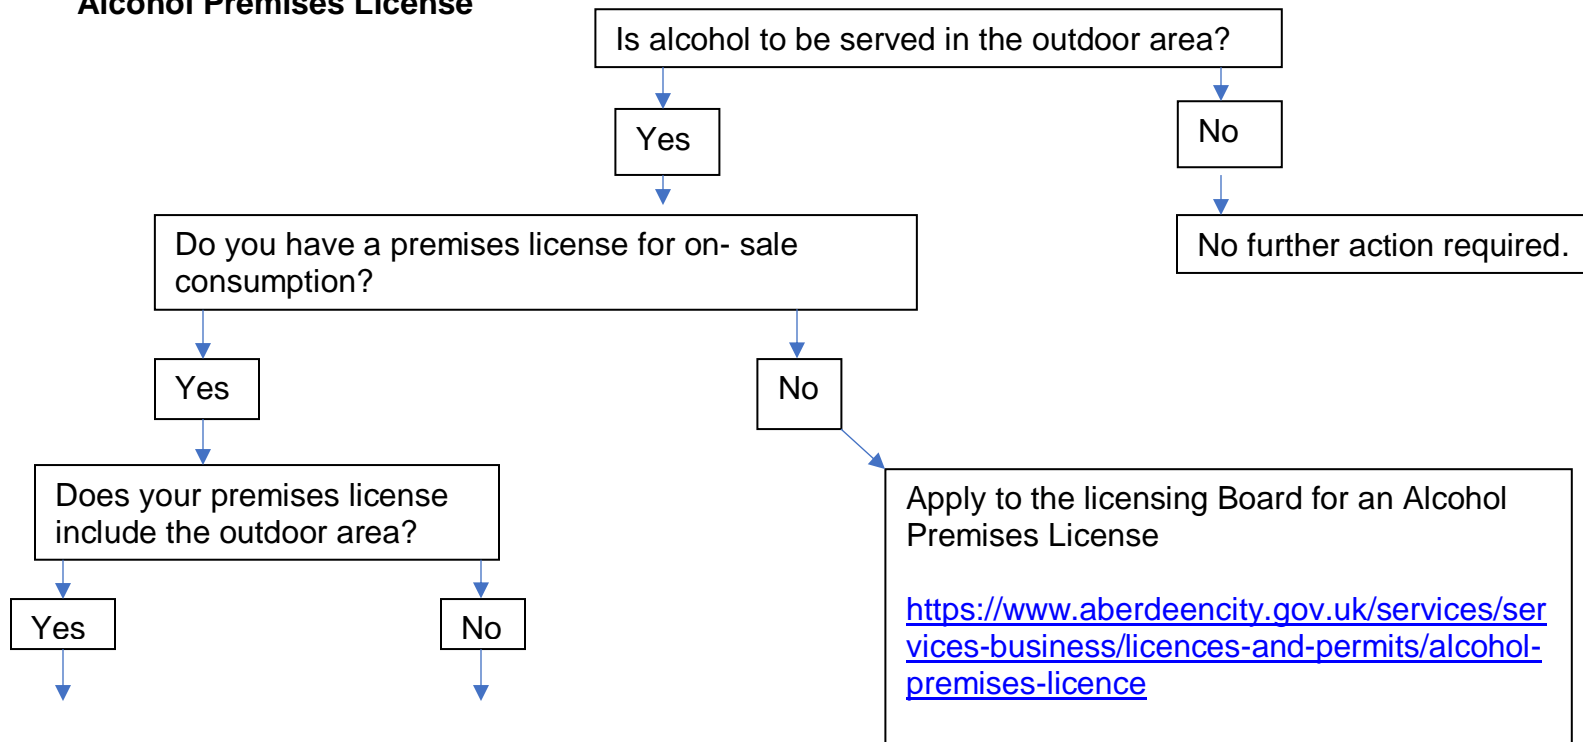 Alcohol Premises License
Is alcohol to be served in the outdoor area?
Yes
No
Do you have a premises license for on- sale
consumption?
No further action required.
Yes
No
Does your premises license
include the outdoor area?
Apply to the licensing Board for an Alcohol
Premises License
https://www.aberdeencity.gov.uk/services/ser
vices-business/licences-and-permits/alcohol-
premises-licence
Yes
No